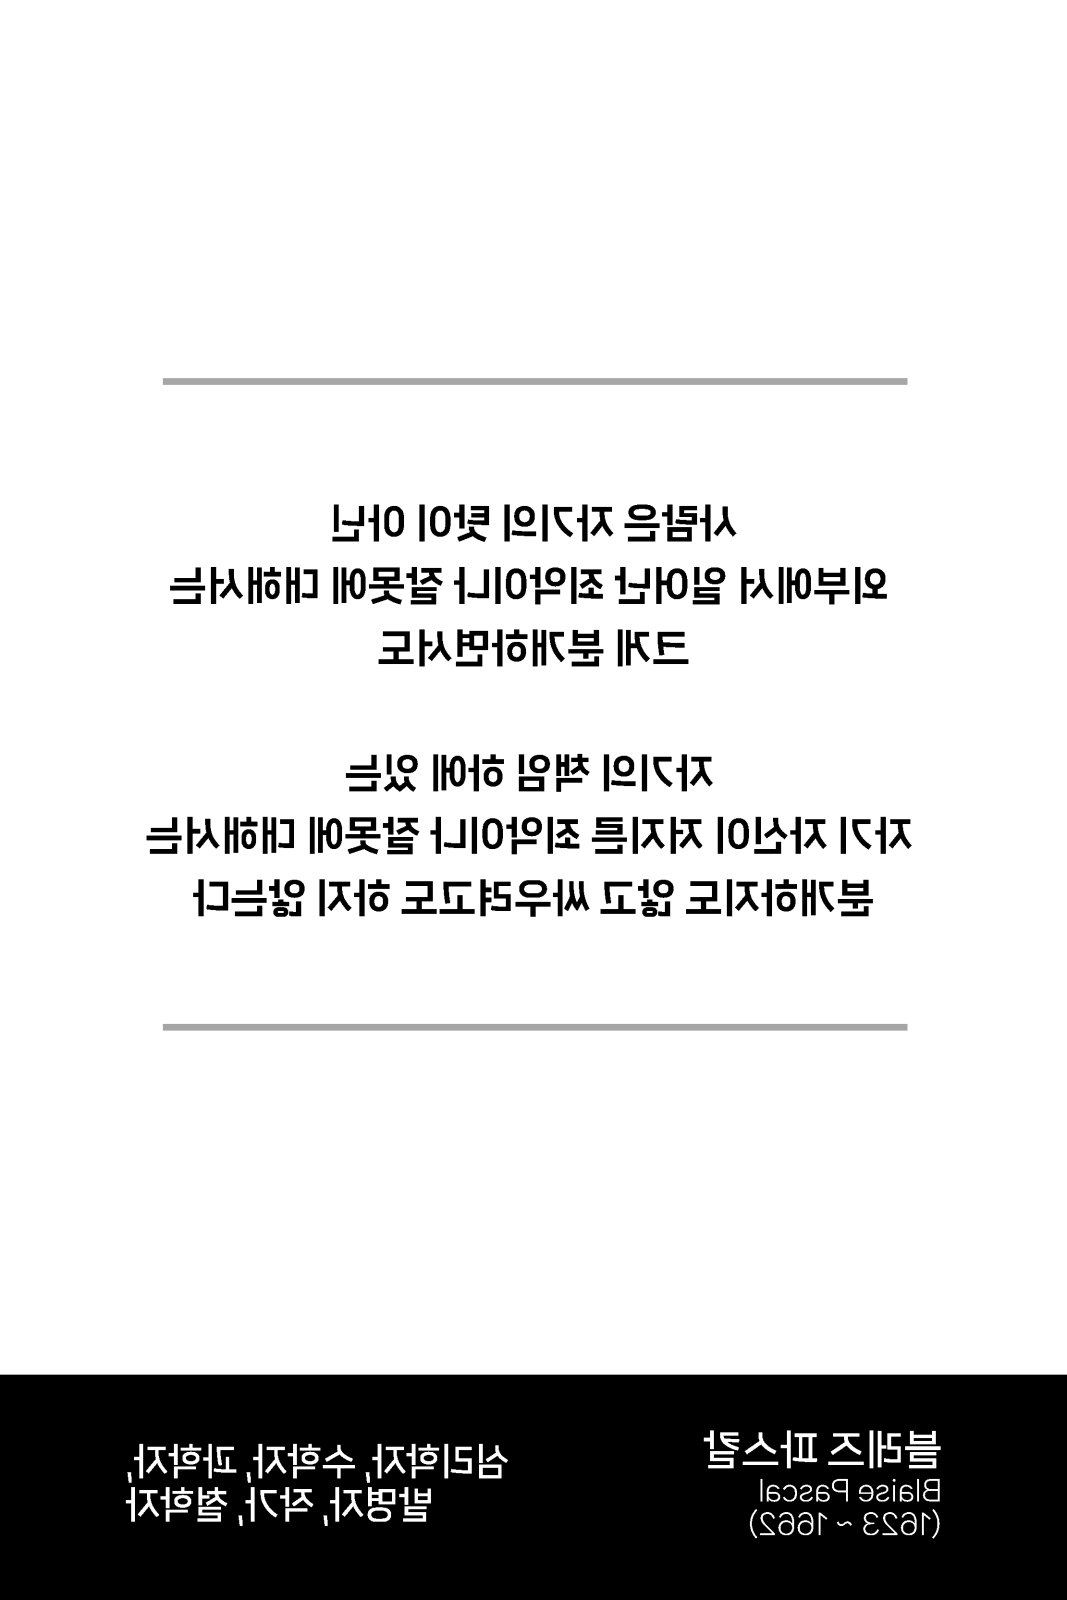 사람은 자기의 탓이 아닌
외부에서 일어난 죄악이나 잘못에 대해서는
크게 분개하면서도
자기의 책임 하에 있는
자기 자신이 저지른 죄악이나 잘못에 대해서는
분개하지도 않고 싸우려고도 하지 않는다
블레즈 파스칼
Blaise Pascal
(1623 ~ 1662)
심리학자, 수학자, 과학자,
발명자, 작가, 철학자